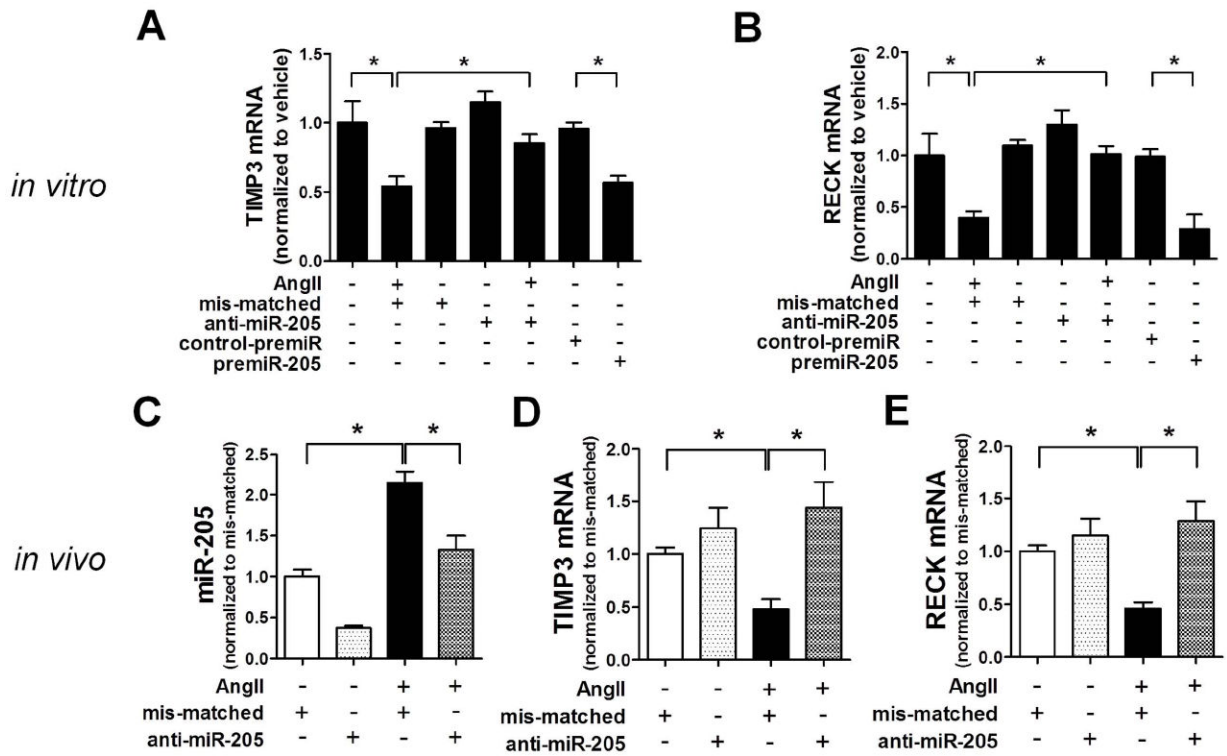 A
B
TIMP3 mRNA
(normalized to vehicle)
1.5
1.0
0.5
0.0
* * *
RECK mRNA
(normalized to vehicle)
2.0
1.5
1.0
0.5
0.0
* * *
in vitro
AngII - + - - + - -
mis-matched - + + - - - -
anti-miR-205 - - - + + - -
control-premiR - - - - - + -
premiR-205 - - - - - - +
AngII - + - - + - -
mis-matched - + + - - - -
anti-miR-205 - - - + + - -
control-premiR - - - - - + -
premiR-205 - - - - - - +
C
D
E
miR-205
(normalized to mis-matched)
2.5
2.0
1.5
1.0
0.5
0.0
* *
TIMP3 mRNA
(normalized to mis-matched)
2.0
1.5
1.0
0.5
0.0
* *
RECK mRNA
(normalized to mis-matched)
2.0
1.5
1.0
0.5
0.0
* *
in vivo
AngII - - + +
mis-matched + - + -
anti-miR-205 - + - +
AngII - - + +
mis-matched + - + -
anti-miR-205 - + - +
AngII - - + +
mis-matched + - + -
anti-miR-205 - + - +